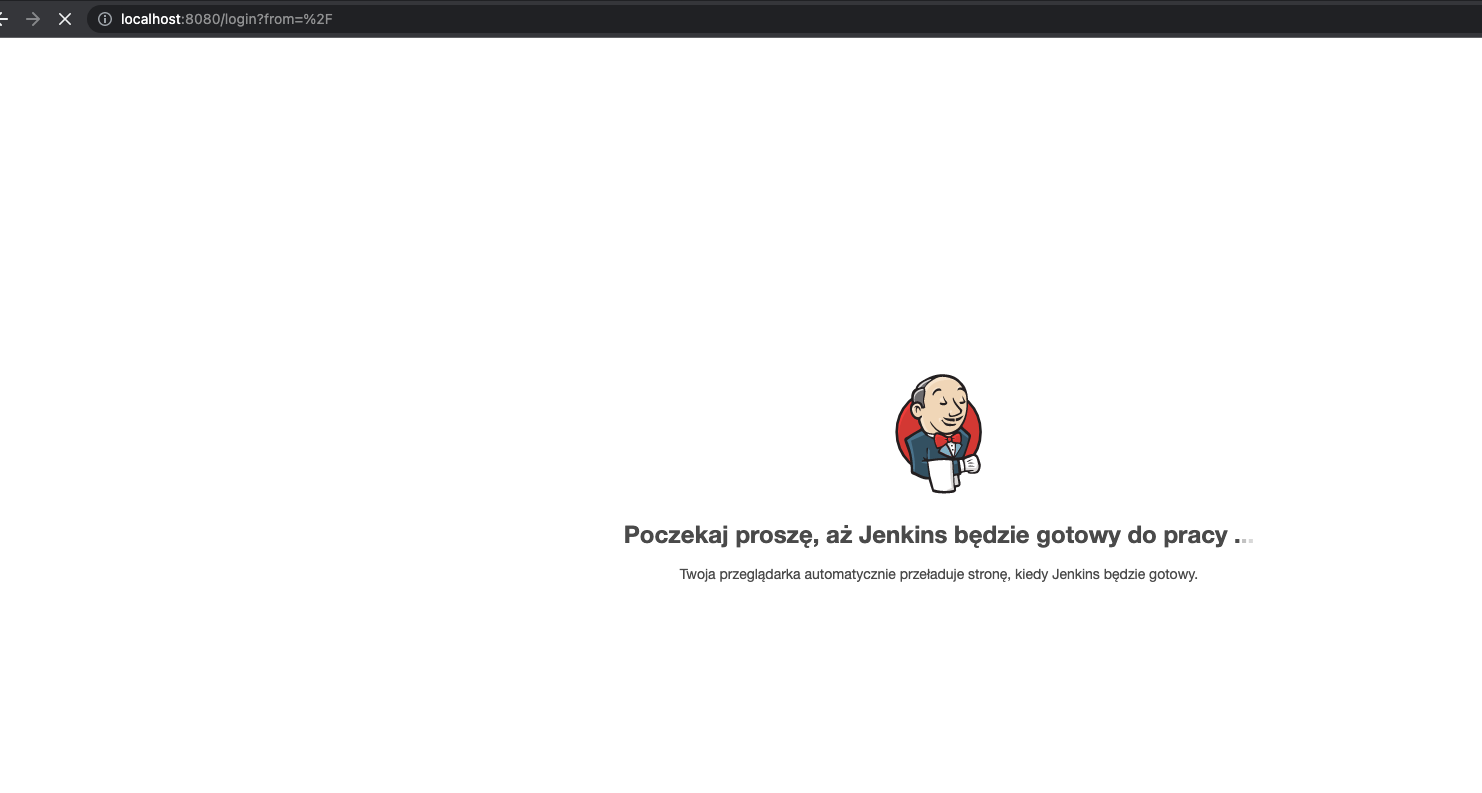 localhost:8080/login?from=%2F
Poczekaj proszę, aż Jenkins będzie gotowy do pracy ...
Twoja przeglądarka automatycznie przeładuje stronę, kiedy Jenkins będzie gotowy.